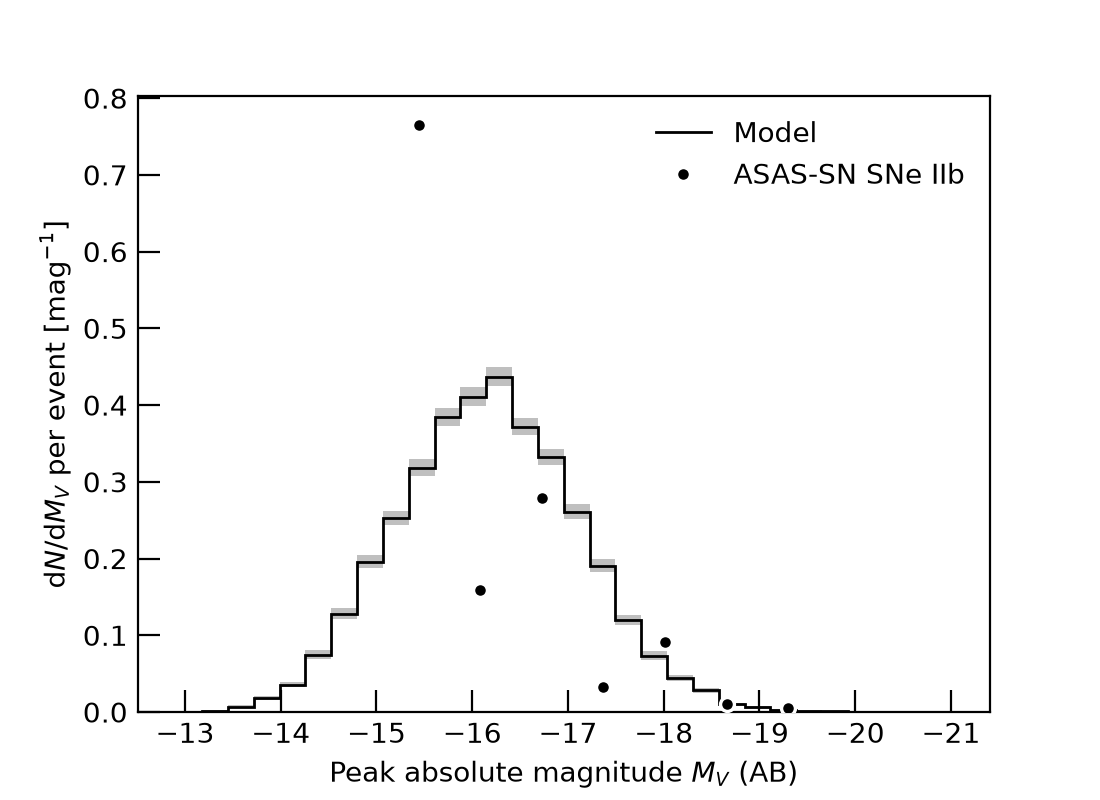 0.8
0.7
0.6
0.5
0.4
0.3
0.2
0.1
0.0
dN/dM_V per event [mag⁻¹]
Model
ASAS-SN SNe IIb
−13 −14 −15 −16 −17 −18 −19 −20 −21
Peak absolute magnitude M_V (AB)